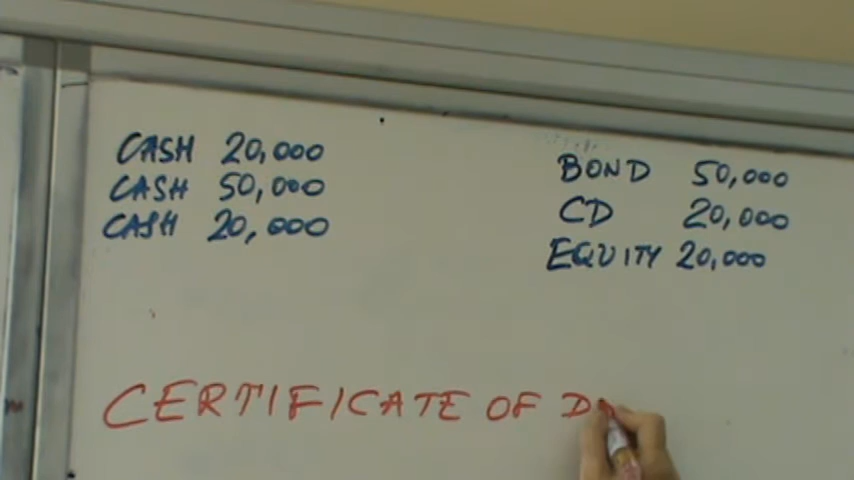 CASH 20,000
CASH 50,000
CASH 20,000
BOND 50,000
CD 20,000
EQUITY 20,000
CERTIFICATE OF D